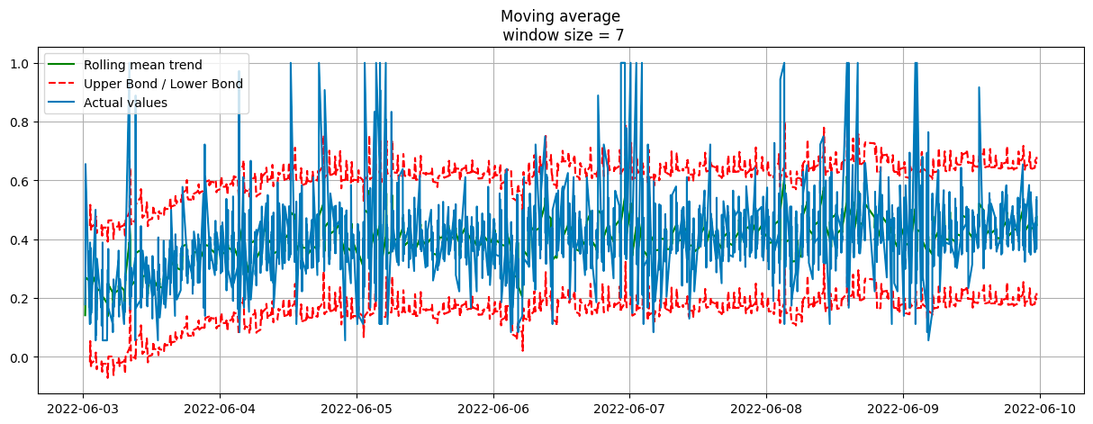 Moving average
window size = 7
Rolling mean trend
Upper Bond / Lower Bond
Actual values
1.0
0.8
0.6
0.4
0.2
0.0
2022-06-03
2022-06-04
2022-06-05
2022-06-06
2022-06-07
2022-06-08
2022-06-09
2022-06-10